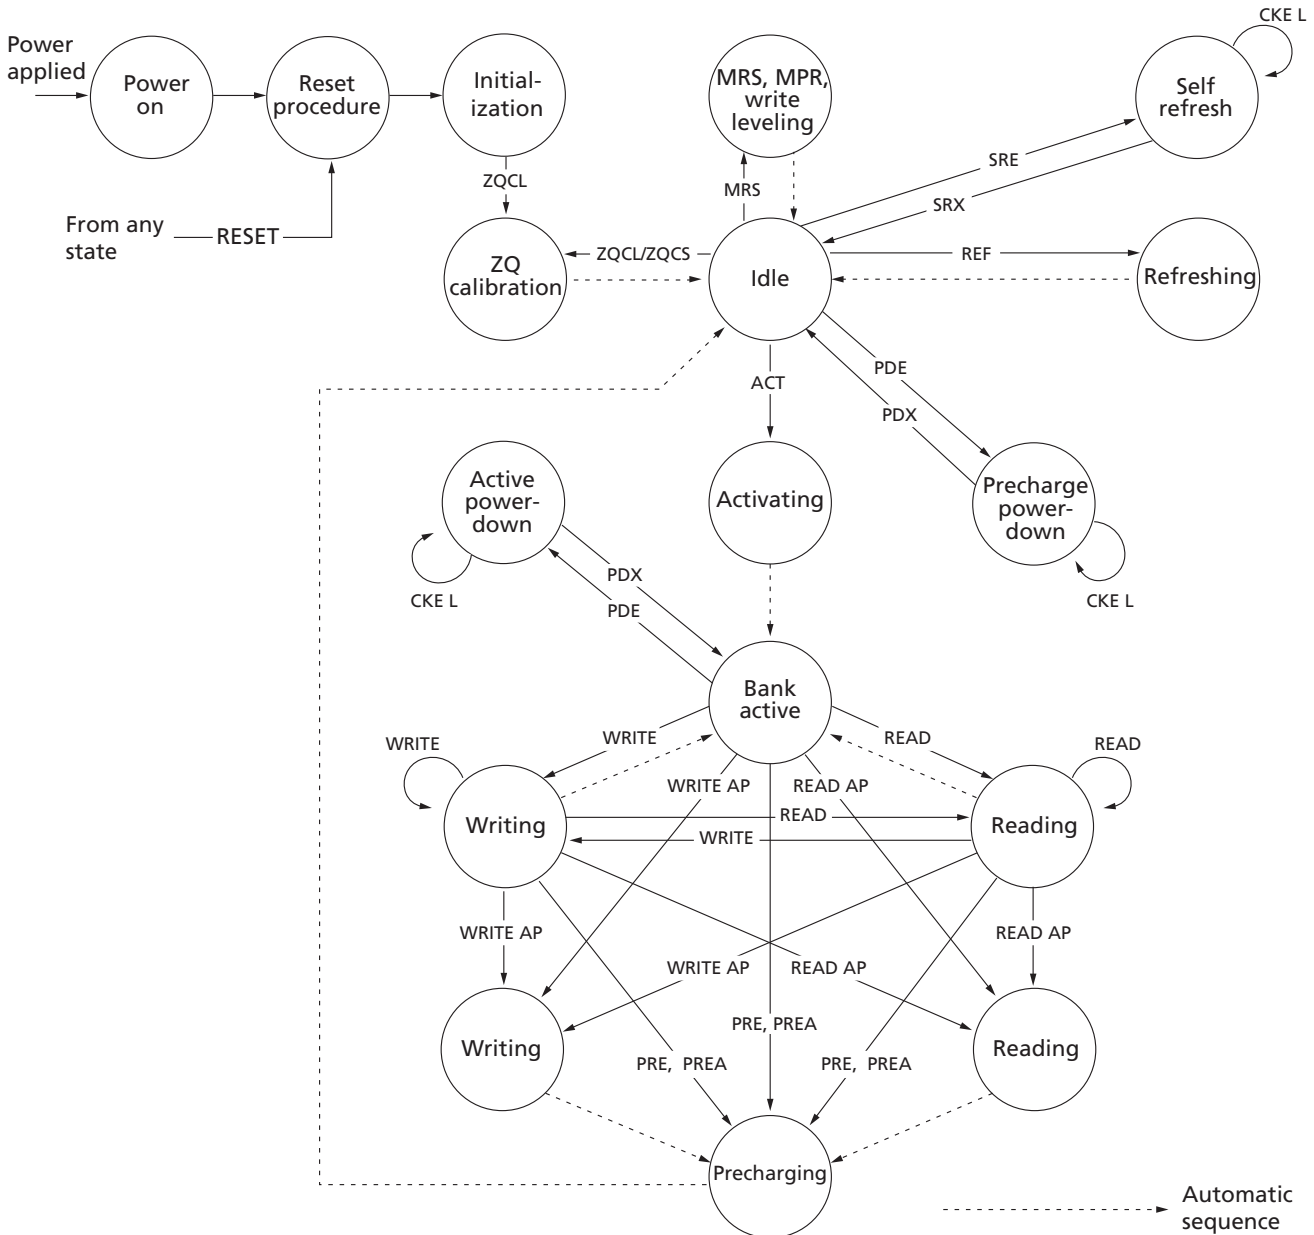 CKE L
Power
applied
Power
on
Reset
procedure
Initial-
ization
MRS, MPR,
write
leveling
Self
refresh
SRE
ZQCL
MRS
SRX
From any
state
RESET
ZQ
calibration
ZQCL/ZQCS
Idle
REF
Refreshing
PDE
ACT
PDX
Active
power-
down
Activating
Precharge
power-
down
PDX
CKE L
PDE
CKE L
Bank
active
WRITE
WRITE
READ
READ
WRITE AP
READ AP
Writing
READ
WRITE
Reading
WRITE AP
READ AP
WRITE AP
READ AP
PRE, PREA
Writing
PRE, PREA
PRE, PREA
Reading
Precharging
Automatic
sequence